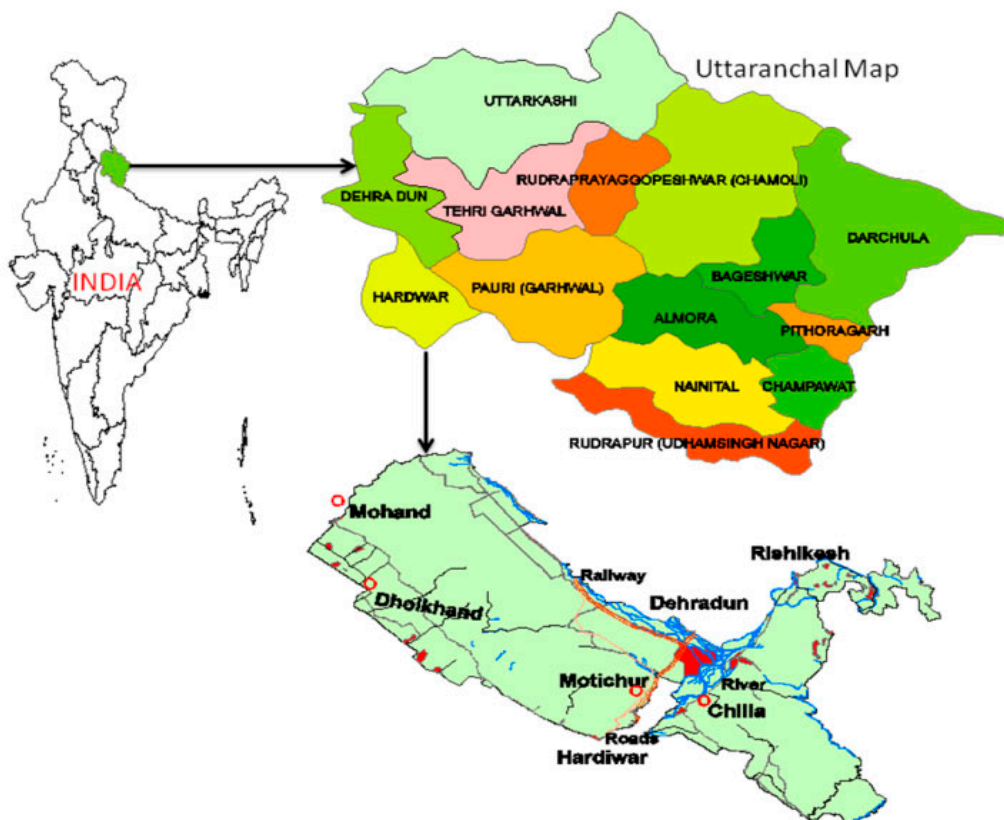 Uttaranchal Map
UTTARKASHI
DEHRA DUN
TEHRI GARHWAL
RUDRAPRAYAGGOPESHWAR (CHAMOLI)
DARCHULA
INDIA
HARDWAR
PAURI (GARHWAL)
BAGESHWAR
ALMORA
PITHORAGARH
NAINITAL
CHAMPAWAT
RUDRAPUR (UDHAMSINGH NAGAR)
Mohand
Rishikesh
Railway
Dholkhand
Dehradun
Motichur
River
Chilla
Roads
Hardiwar